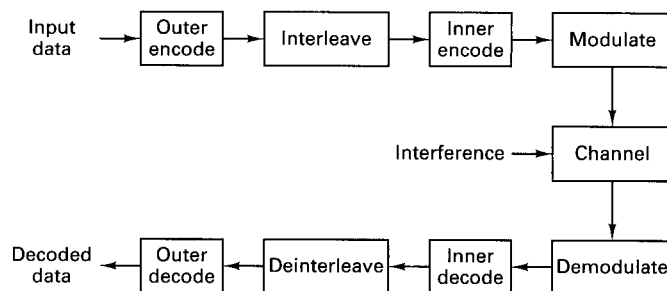 Input
data
Outer
encode
Interleave
Inner
encode
Modulate
Interference
Channel
Decoded
data
Outer
decode
Deinterleave
Inner
decode
Demodulate